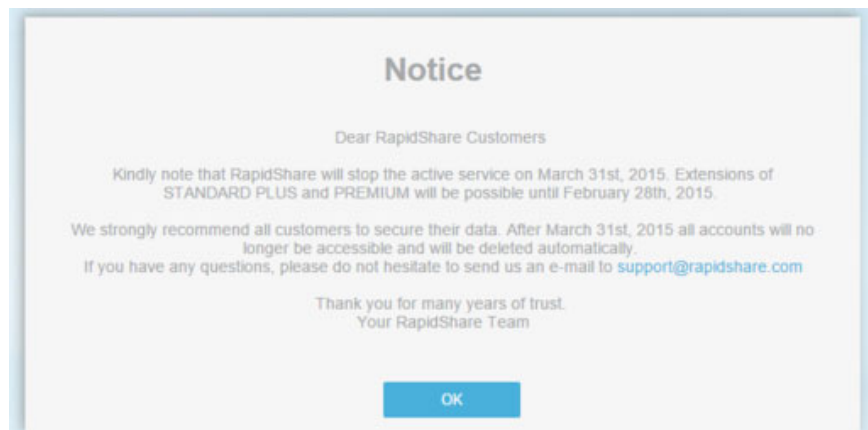 Notice
Dear RapidShare Customers
Kindly note that RapidShare will stop the active service on March 31st, 2015. Extensions of
STANDARD PLUS and PREMIUM will be possible until February 28th, 2015.
We strongly recommend all customers to secure their data. After March 31st, 2015 all accounts will no
longer be accessible and will be deleted automatically.
If you have any questions, please do not hesitate to send us an e-mail to support@rapidshare.com
Thank you for many years of trust.
Your RapidShare Team
OK